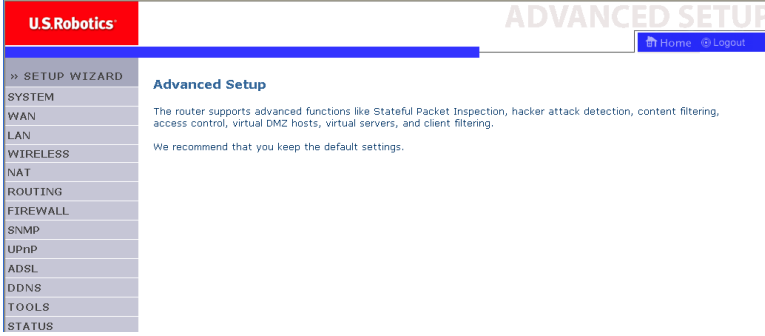 U.S.Robotics
ADVANCED SETUP
Home Logout
» SETUP WIZARD
SYSTEM
WAN
LAN
WIRELESS
NAT
ROUTING
FIREWALL
SNMP
UPnP
ADSL
DDNS
TOOLS
STATUS
Advanced Setup
The router supports advanced functions like Stateful Packet Inspection, hacker attack detection, content filtering,
access control, virtual DMZ hosts, virtual servers, and client filtering.
We recommend that you keep the default settings.